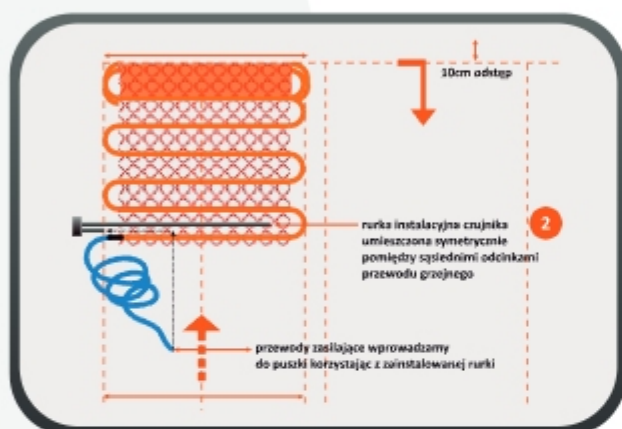 10cm odstęp
rurka instalacyjna czujnika
umieszczona symetrycznie
pomiędzy sąsiednimi odcinkami
przewodu grzejnego
2
przewody zasilające wprowadzamy
do puszki korzystając z zainstalowanej rurki